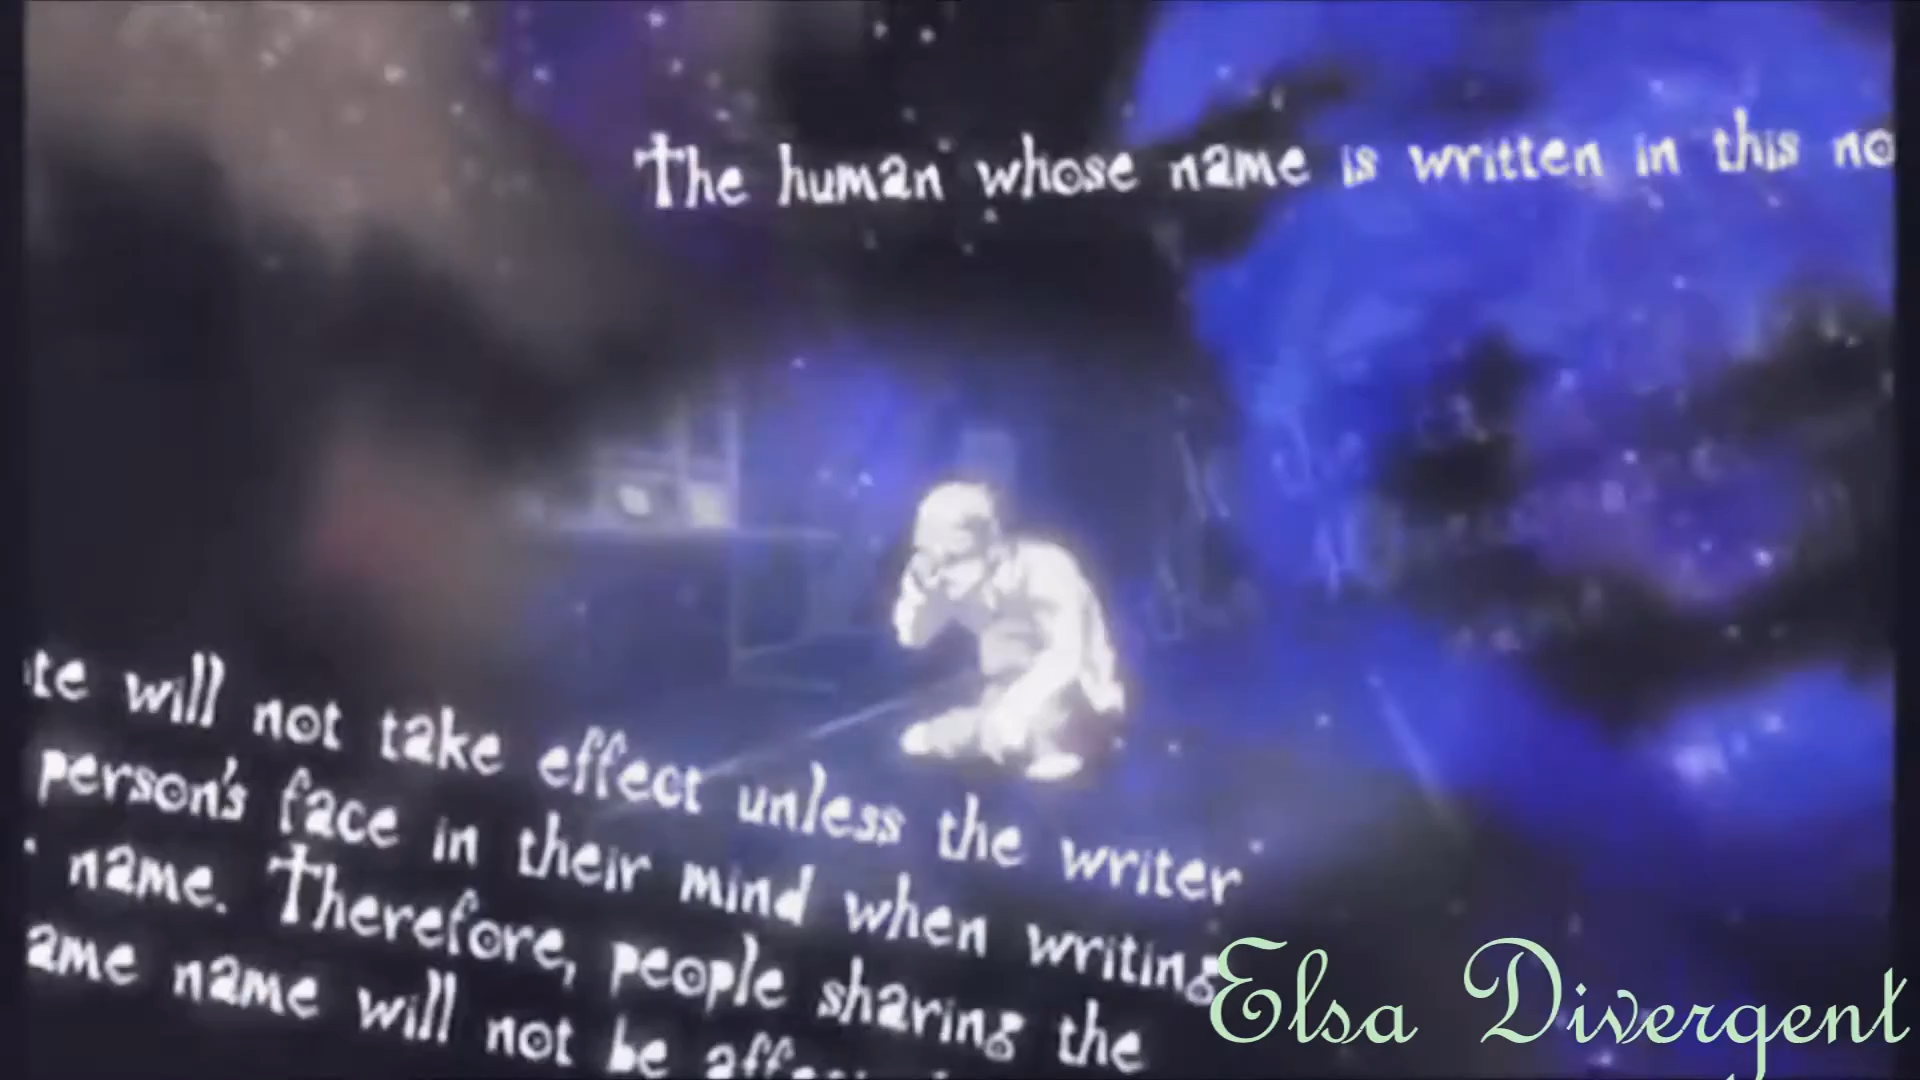 The human whose name is written in this no
te will not take effect unless the writer
person's face in their mind when writing
name. Therefore, people sharing the
ame name will not be
Elsa Divergent